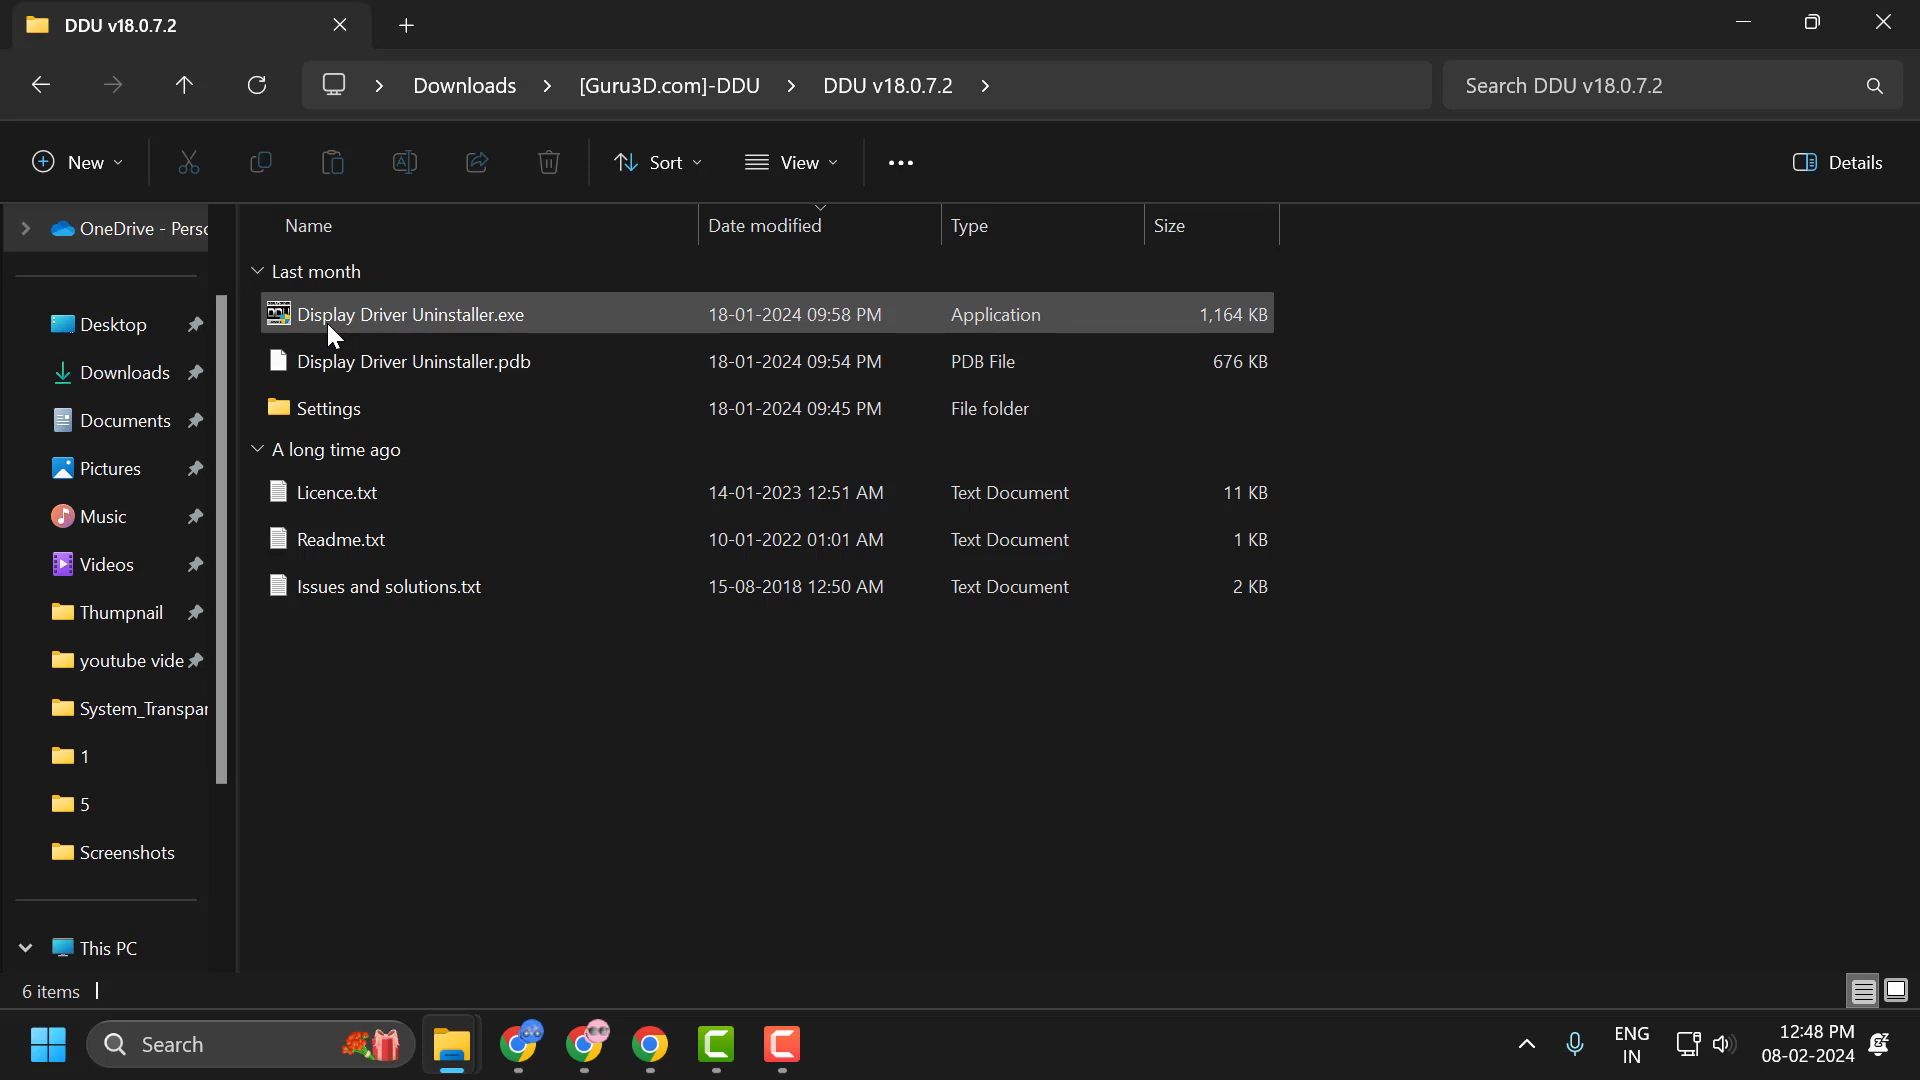 DDU v18.0.7.2
Downloads
[Guru3D.com]-DDU
DDU v18.0.7.2
Search DDU v18.0.7.2
New
Sort
View
Details
Name
Date modified
Type
Size
OneDrive - Perso
Last month
Display Driver Uninstaller.exe 18-01-2024 09:58 PM Application 1,164 KB
Display Driver Uninstaller.pdb 18-01-2024 09:54 PM PDB File 676 KB
Settings 18-01-2024 09:45 PM File folder
A long time ago
Licence.txt 14-01-2023 12:51 AM Text Document 11 KB
Readme.txt 10-01-2022 01:01 AM Text Document 1 KB
Issues and solutions.txt 15-08-2018 12:50 AM Text Document 2 KB
Desktop
Downloads
Documents
Pictures
Music
Videos
Thumpnail
youtube vide
System_Transpar
1
5
Screenshots
This PC
6 items
Search
ENG
IN
12:48 PM
08-02-2024